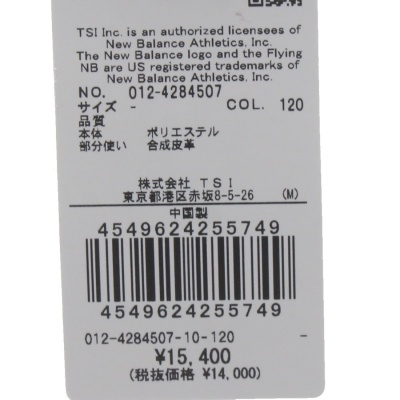 TSI Inc. is an authorized licensees of
New Balance Athletics, Inc.
The New Balance logo and the Flying
NB are US registered trademarks of
New Balance Athletics, Inc.
NO. 012-4284507
サイズ - COL. 120
品質
本体 ポリエステル
部分使い 合成皮革
株式会社 TSI
東京都港区赤坂8-5-26 (M)
中国製
4549624255749
4549624255749
012-4284507-10-120 -
¥15,400
(税抜価格 ¥14,000)